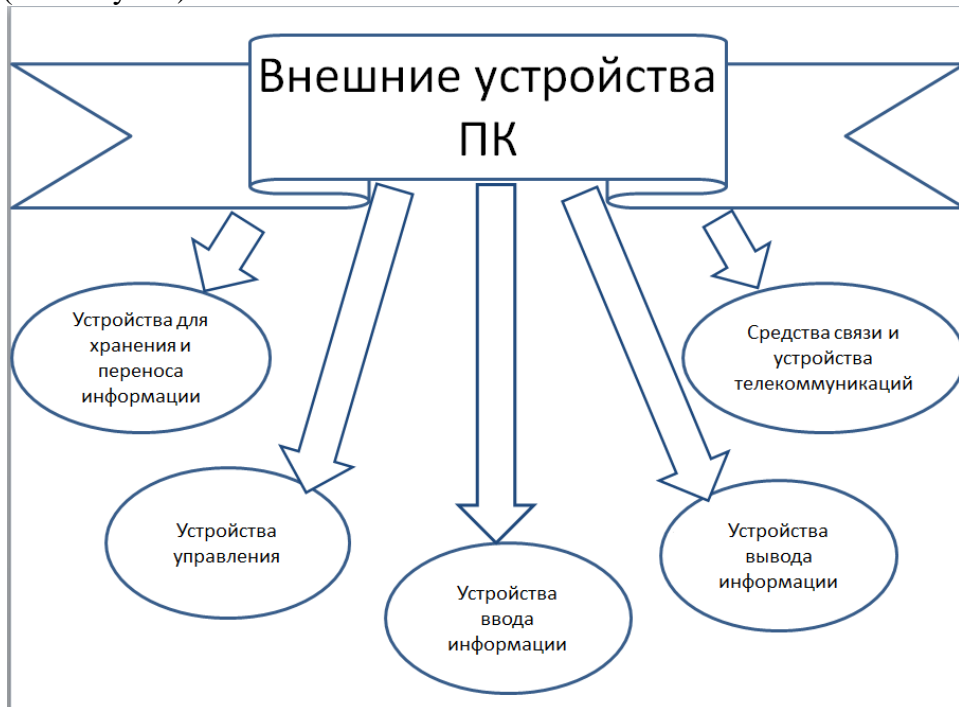 Внешние устройства
ПК
Устройства для
хранения и
переноса
информации
Средства связи и
устройства
телекоммуникаций
Устройства
управления
Устройства
ввода
информации
Устройства
вывода
информации